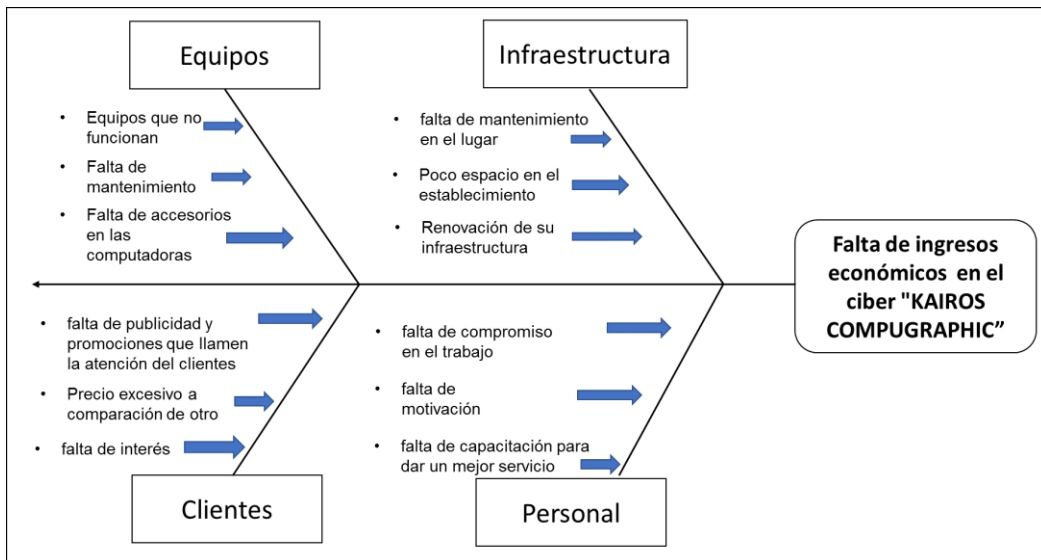 Equipos
• Equipos que no
funcionan
• Falta de
mantenimiento
• Falta de accesorios
en las
computadoras
Infraestructura
• falta de mantenimiento
en el lugar
• Poco espacio en el
establecimiento
• Renovación de su
infraestructura
Falta de ingresos
económicos en el
ciber "KAIROS
COMPUGRAPHIC”
• falta de publicidad y
promociones que llamen
la atención del clientes
• Precio excesivo a
comparación de otro
• falta de interés
Clientes
• falta de compromiso
en el trabajo
• falta de
motivación
• falta de capacitación para
dar un mejor servicio
Personal